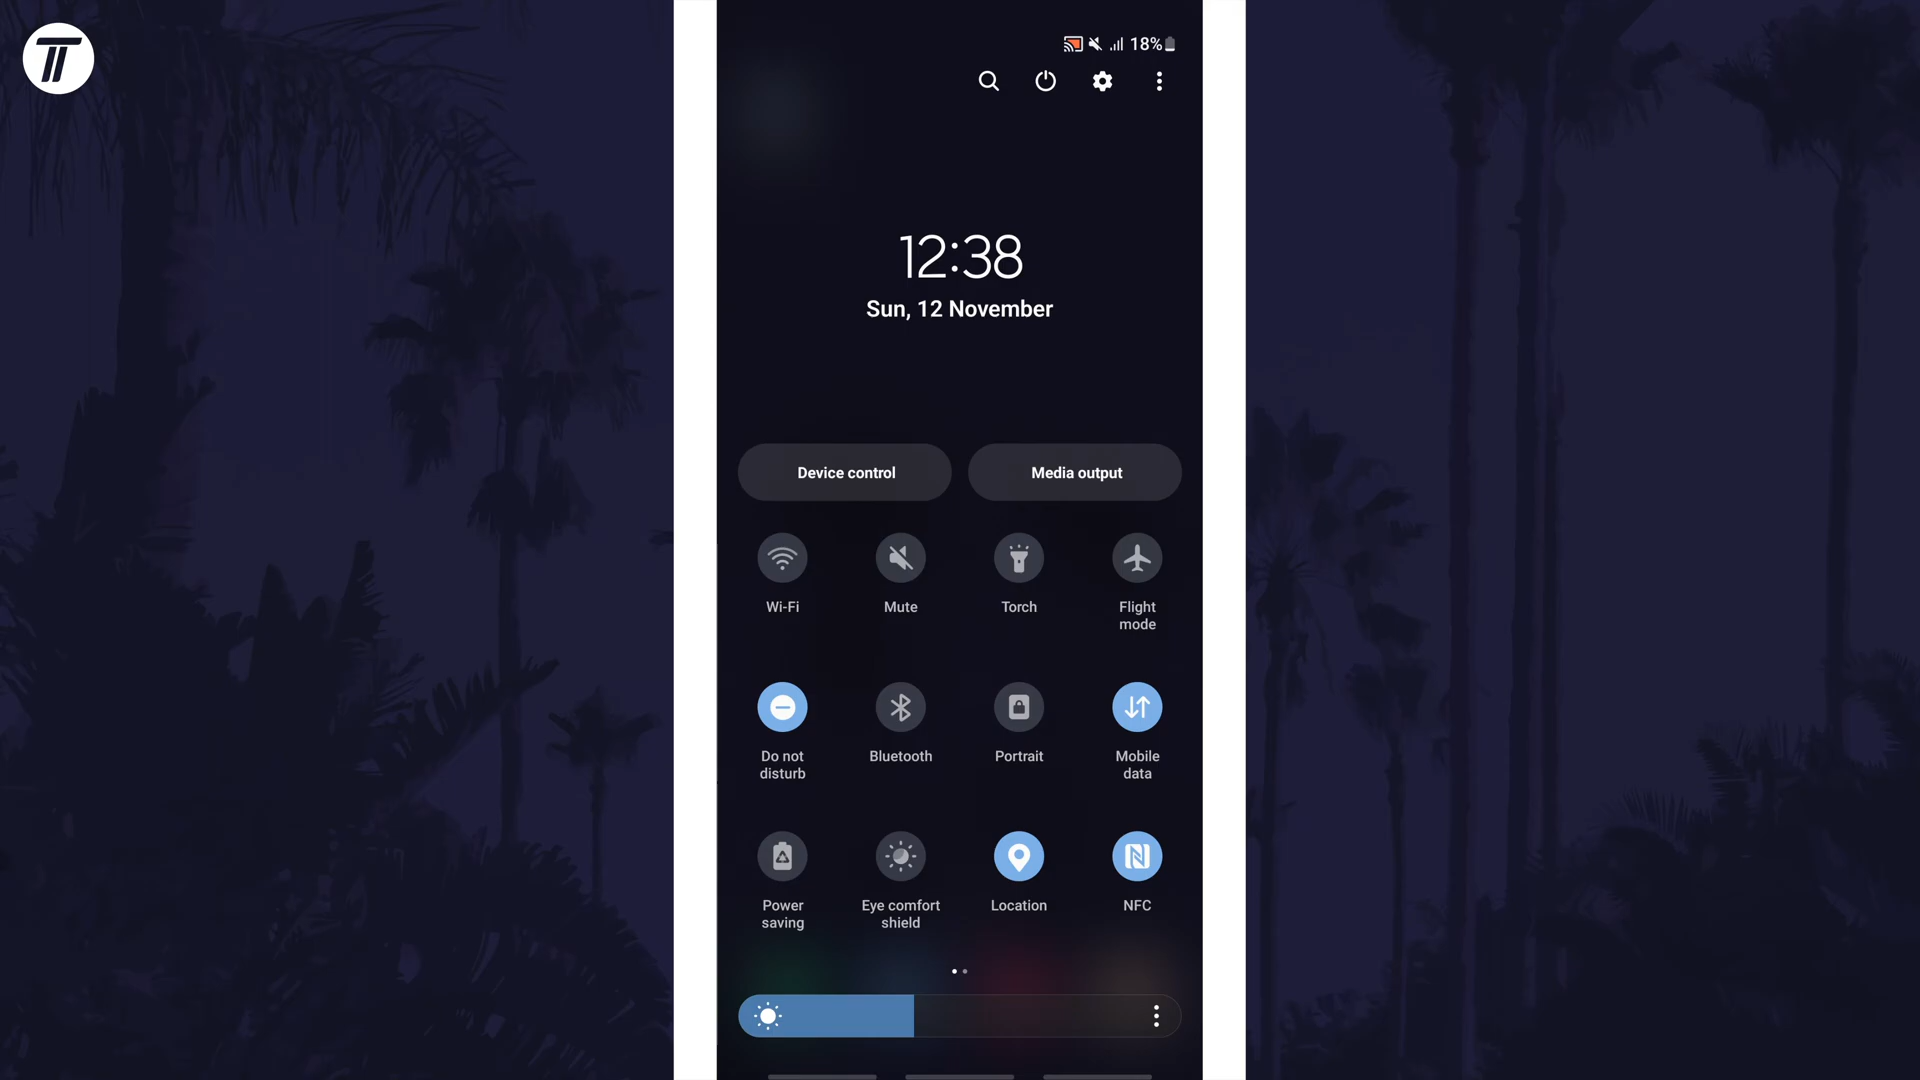 18%
12:38
Sun, 12 November
Device control
Media output
Wi-Fi
Mute
Torch
Flight
mode
Do not
disturb
Bluetooth
Portrait
Mobile
data
Power
saving
Eye comfort
shield
Location
NFC